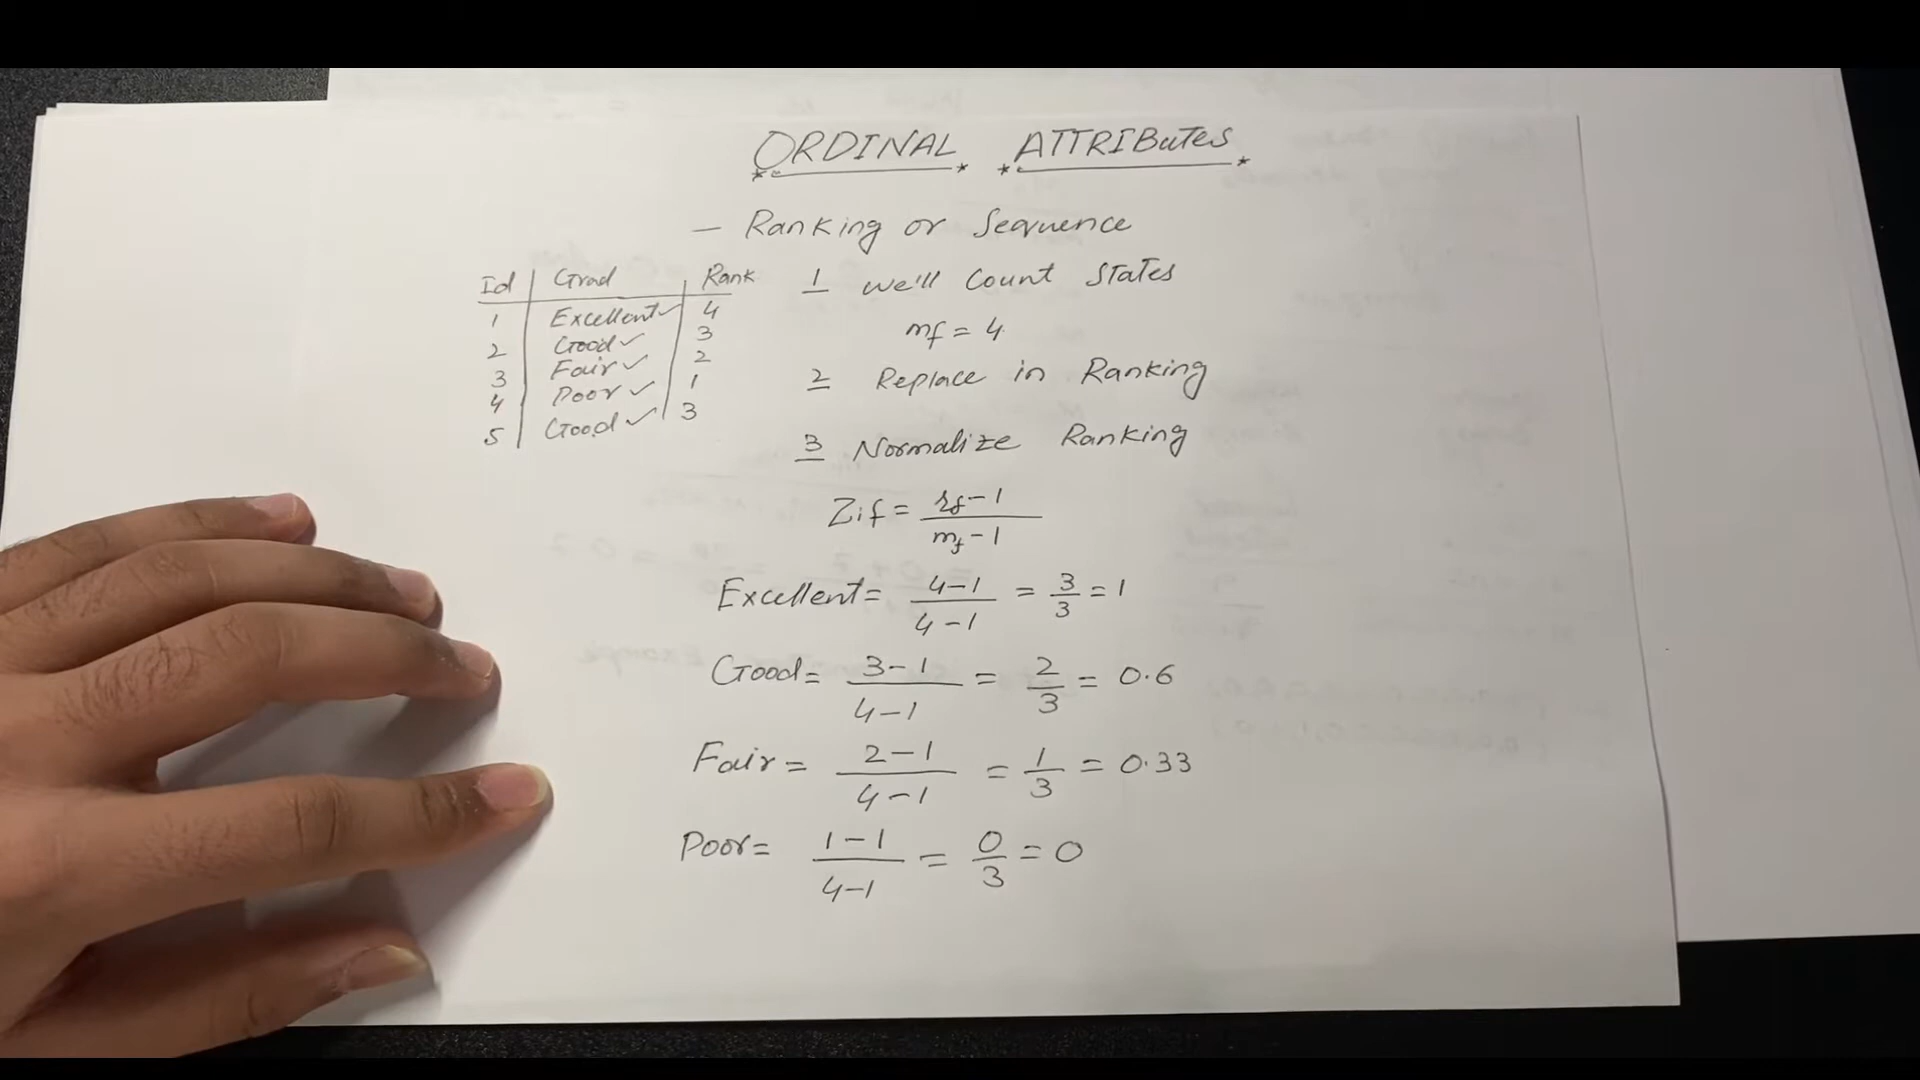 ORDINAL ATTRIButes
- Ranking or Sequence
Id Grad Rank
1 Excellent ✓ 4
2 Good ✓ 3
3 Fair ✓ 2
4 Poor ✓ 1
5 Good ✓ 3
1 we'll Count States
mf = 4
2 Replace in Ranking
3 Normalize Ranking
Zif = rf-1 / mf-1
Excellent = 4-1 / 4-1 = 3/3 = 1
Good = 3-1 / 4-1 = 2/3 = 0.6
Fair = 2-1 / 4-1 = 1/3 = 0.33
Poor = 1-1 / 4-1 = 0/3 = 0